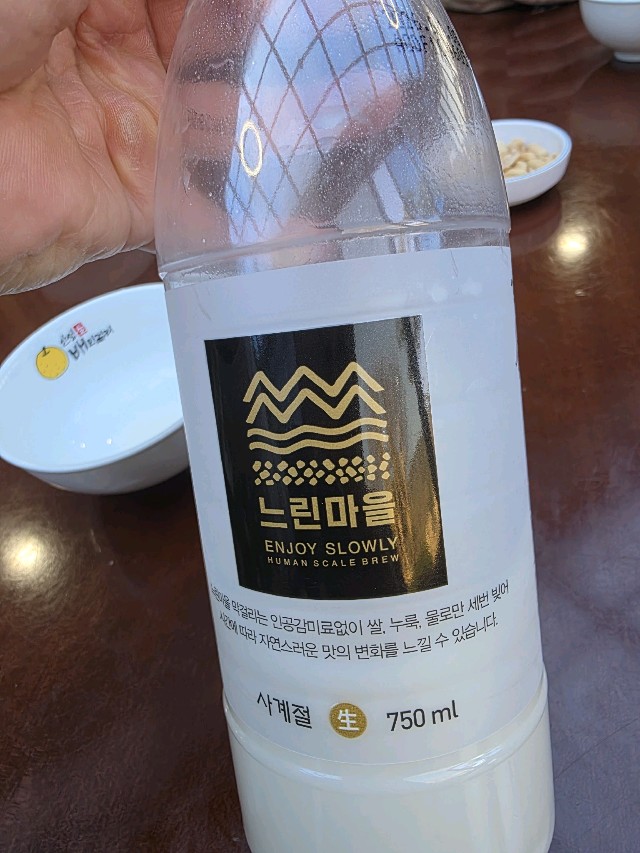 느린마을
ENJOY SLOWLY
HUMAN SCALE BREW
느린마을 막걸리는 인공감미료없이 쌀, 누룩, 물로만 세번 빚어
시간에 따라 자연스러운 맛의 변화를 느낄 수 있습니다.
사계절 生 750 ml